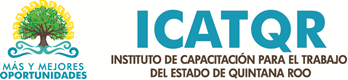 MÁS Y MEJORES
OPORTUNIDADES
ICATQR
INSTITUTO DE CAPACITACIÓN PARA EL TRABAJO
DEL ESTADO DE QUINTANA ROO